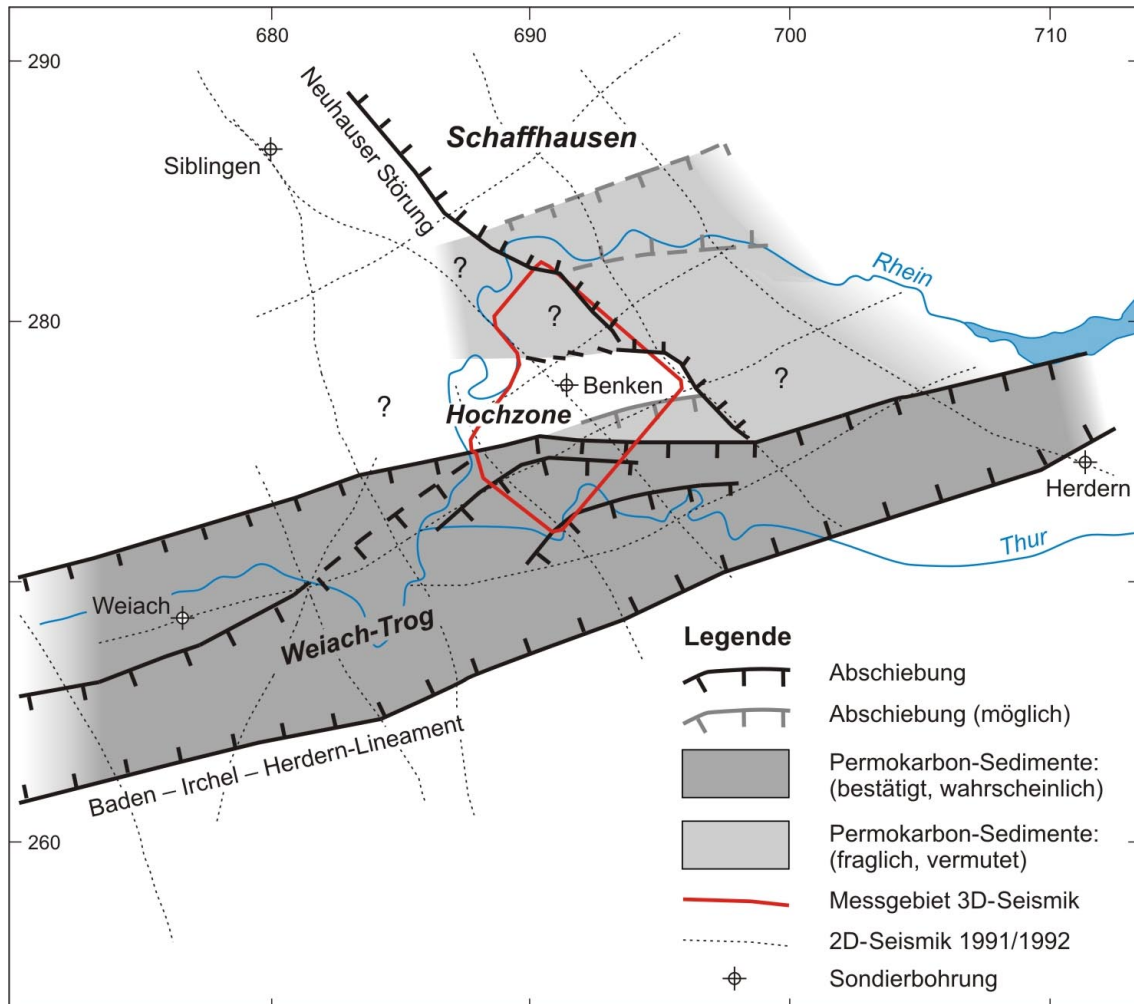 680
690
700
710
290
280
260
Neuhauser Störung
Schaffhausen
Siblingen
Rhein
?
?
?
?
Benken
Hochzone
Herdern
Thur
Weiach
Weiach-Trog
Baden – Irchel – Herdern-Lineament
Legende
Abschiebung
Abschiebung (möglich)
Permokarbon-Sedimente:
(bestätigt, wahrscheinlich)
Permokarbon-Sedimente:
(fraglich, vermutet)
Messgebiet 3D-Seismik
2D-Seismik 1991/1992
Sondierbohrung